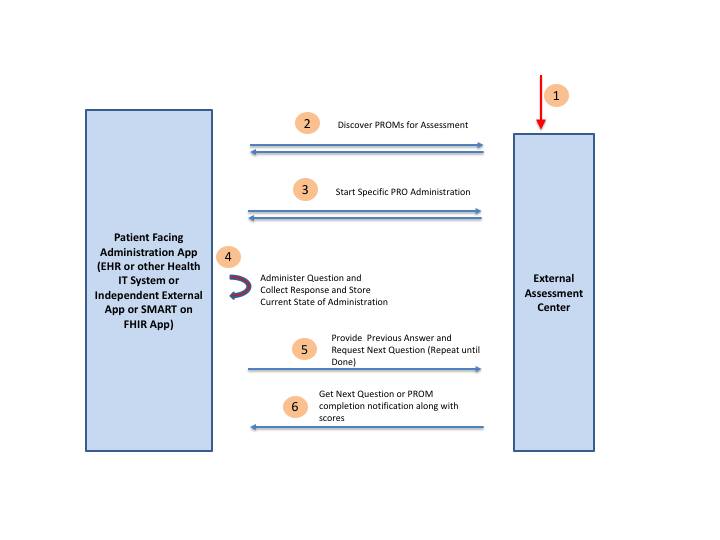 1
2
Discover PROMs for Assessment
3
Start Specific PRO Administration
Patient Facing
Administration App
(EHR or other Health
IT System or
Independent External
App or SMART on
FHIR App)
4
Administer Question and
Collect Response and Store
Current State of Administration
External
Assessment
Center
5
Provide  Previous Answer and
Request Next Question (Repeat until
Done)
6
Get Next Question or PROM
completion notification along with
scores